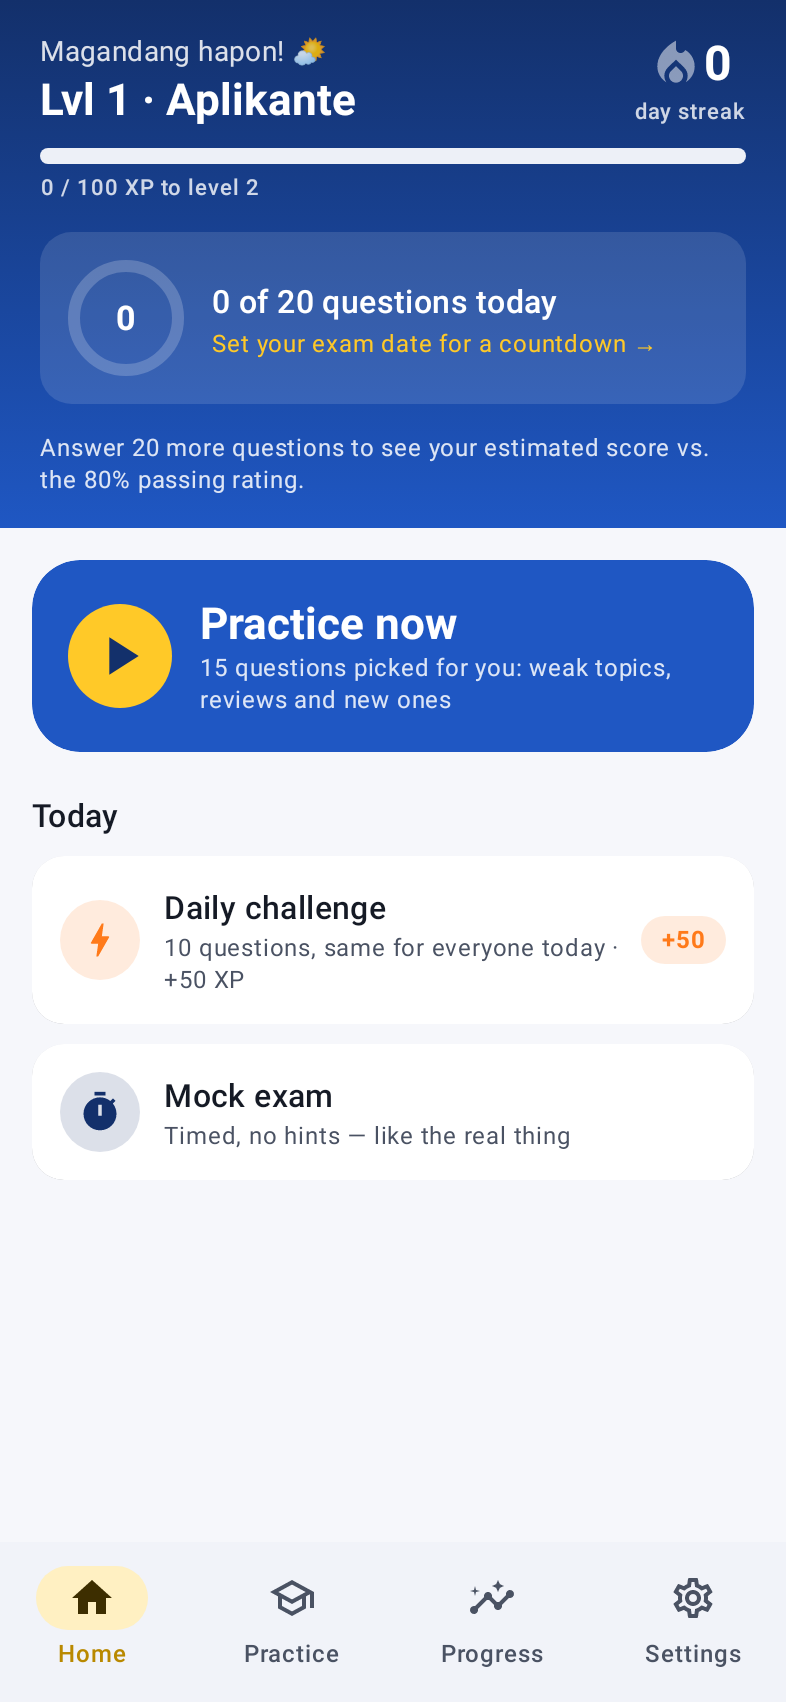 Magandang hapon! 🌤️
Lvl 1 · Aplikante
0
day streak
0 / 100 XP to level 2
0
0 of 20 questions today
Set your exam date for a countdown →
Answer 20 more questions to see your estimated score vs.
the 80% passing rating.
Practice now
15 questions picked for you: weak topics,
reviews and new ones
Today
Daily challenge
10 questions, same for everyone today ·
+50 XP
+50
Mock exam
Timed, no hints — like the real thing
Home
Practice
Progress
Settings